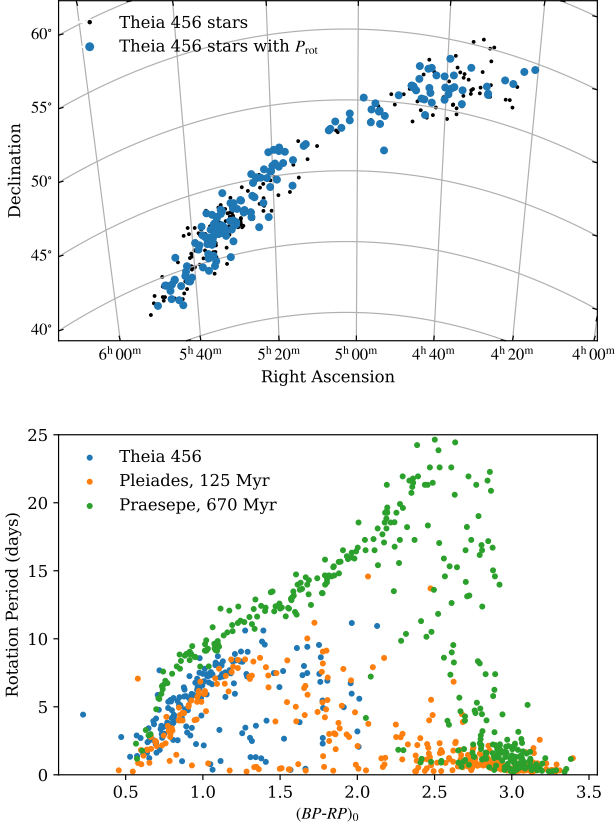 60°
Theia 456 stars
Theia 456 stars with P_rot
55°
50°
45°
40°
Declination
6ʰ00ᵐ 5ʰ40ᵐ 5ʰ20ᵐ 5ʰ00ᵐ 4ʰ40ᵐ 4ʰ20ᵐ 4ʰ00ᵐ
Right Ascension
25
Theia 456
Pleiades, 125 Myr
Praesepe, 670 Myr
20
15
10
5
0
Rotation Period (days)
0.5 1.0 1.5 2.0 2.5 3.0 3.5
(BP-RP)₀